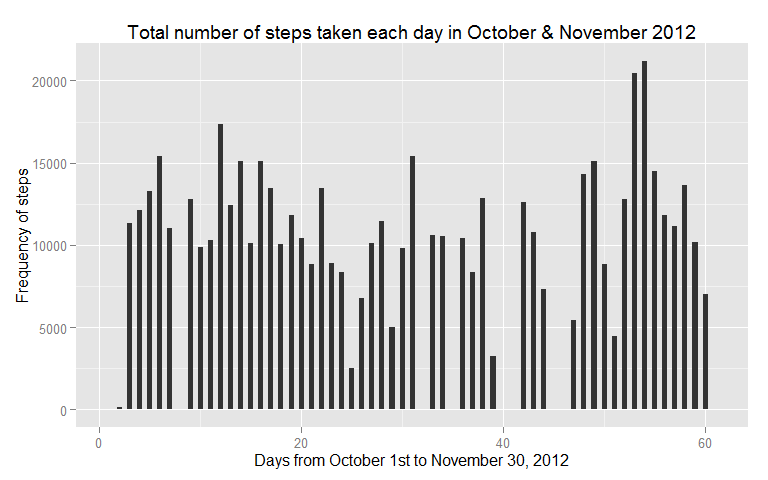 Total number of steps taken each day in October & November 2012
Frequency of steps
20000
15000
10000
5000
0
0 20 40 60
Days from October 1st to November 30, 2012